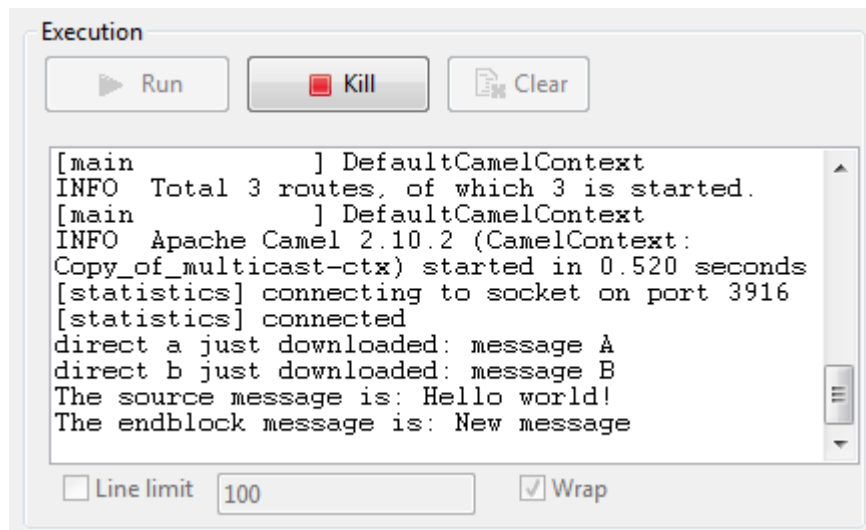 Execution
Run Kill Clear
[main ] DefaultCamelContext
INFO Total 3 routes, of which 3 is started.
[main ] DefaultCamelContext
INFO Apache Camel 2.10.2 (CamelContext:
Copy_of_multicast-ctx) started in 0.520 seconds
[statistics] connecting to socket on port 3916
[statistics] connected
direct a just downloaded: message A
direct b just downloaded: message B
The source message is: Hello world!
The endblock message is: New message
Line limit 100 Wrap